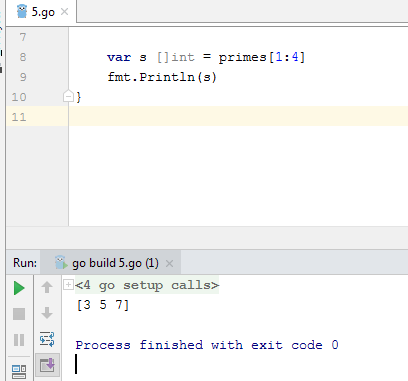 5.go
7
8 var s []int = primes[1:4]
9 fmt.Println(s)
10 }
11
Run: go build 5.go (1)
<4 go setup calls>
[3 5 7]
Process finished with exit code 0